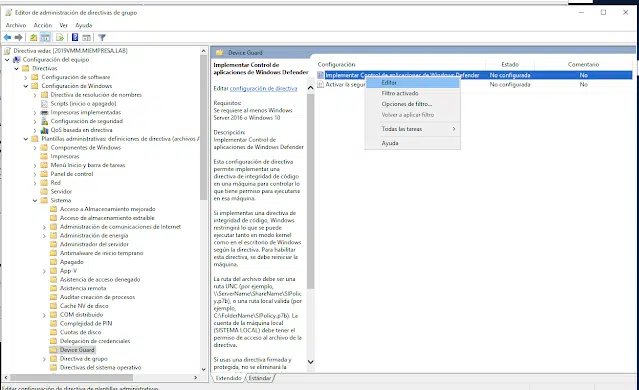 Editor de administración de directivas de grupo
Archivo Acción Ver Ayuda
Directiva wdac [2019VMM.MIEMPRESA.LAB]
Configuración del equipo
Directivas
Configuración de software
Configuración de Windows
Directiva de resolución de nombres
Scripts (inicio o apagado)
Impresoras implementadas
Configuración de seguridad
QoS basada en directiva
Plantillas administrativas: definiciones de directiva (archivos A
Componentes de Windows
Impresoras
Menú Inicio y barra de tareas
Panel de control
Red
Servidor
Sistema
Acceso a Almacenamiento mejorado
Acceso de almacenamiento extraíble
Administración de comunicaciones de Internet
Administración de energía
Administrador del servidor
Antimalware de inicio temprano
Apagado
App-V
Asistencia de acceso denegado
Asistencia remota
Auditar creación de procesos
Caché NV de disco
COM distribuido
Complejidad de PIN
Cuotas de disco
Delegación de credenciales
Device Guard
Directiva de grupo
Directivas del sistema operativo
Device Guard
Implementar Control de
aplicaciones de Windows Defender
Editar configuración de directiva
Requisitos:
Se requiere al menos Windows
Server 2016 o Windows 10
Descripción:
Implementar Control de
aplicaciones de Windows Defender
Esta configuración de directiva
permite implementar una
directiva de integridad de código
en una máquina para controlar lo
que tiene permiso para ejecutarse
en esa máquina.
Si implementas una directiva de
integridad de código, Windows
restringirá lo que se puede
ejecutar tanto en modo kernel
como en el escritorio de Windows
según la directiva. Para habilitar
esta directiva, se debe reiniciar la
máquina.
La ruta del archivo debe ser una
ruta UNC (por ejemplo,
\\ServerName\ShareName\SIPolicy.
p7b), o una ruta local válida (por
ejemplo,
C:\FolderName\SIPolicy.p7b). La
cuenta de la máquina local
(SISTEMA LOCAL) debe tener el
permiso de acceso al archivo de la
directiva.
Si usas una directiva firmada y
protegida, no se eliminará la
Configuración Estado Comentario
Implementar Control de aplicaciones de Windows Defender No configurada No
Activar la segu No configurada No
Editar
Filtro activado
Opciones de filtro...
Volver a aplicar filtro
Todas las tareas
Ayuda
Extendido Estándar
Editar configuración de directiva de plantillas administrativas